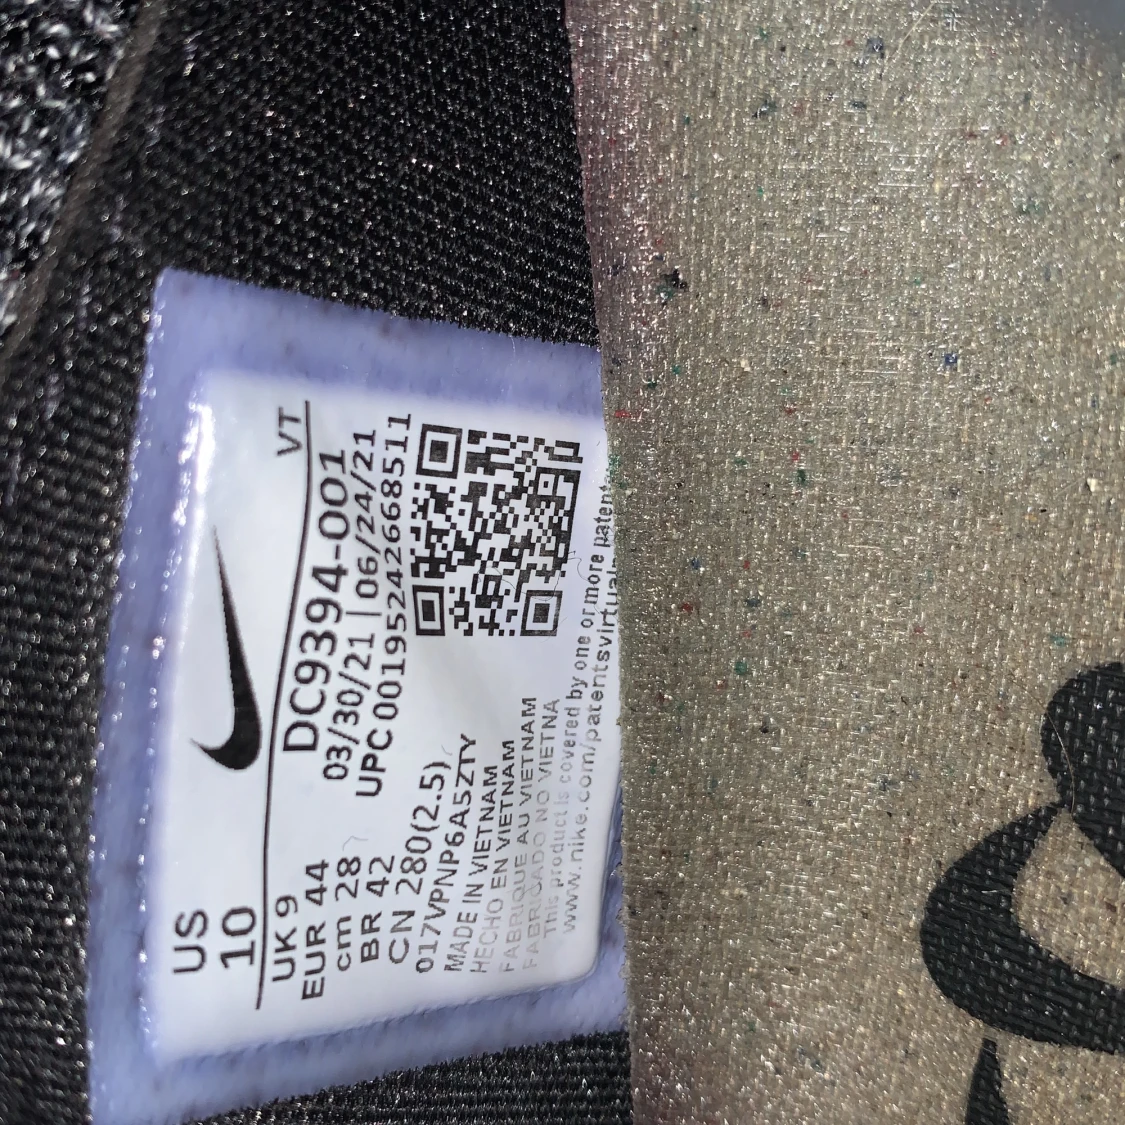 US
10
VT
UK 9
EUR 44
cm 28
BR 42
CN 280(2.5)
DC9394-001
03/30/21 | 06/24/21
UPC 00195242668511
017VPNP6A5ZTY
MADE IN VIETNAM
HECHO EN VIETNAM
FABRIQUE AU VIETNAM
FABRICADO NO VIETNA
This product is covered by one or more patent
www.nike.com/patentsvirtual